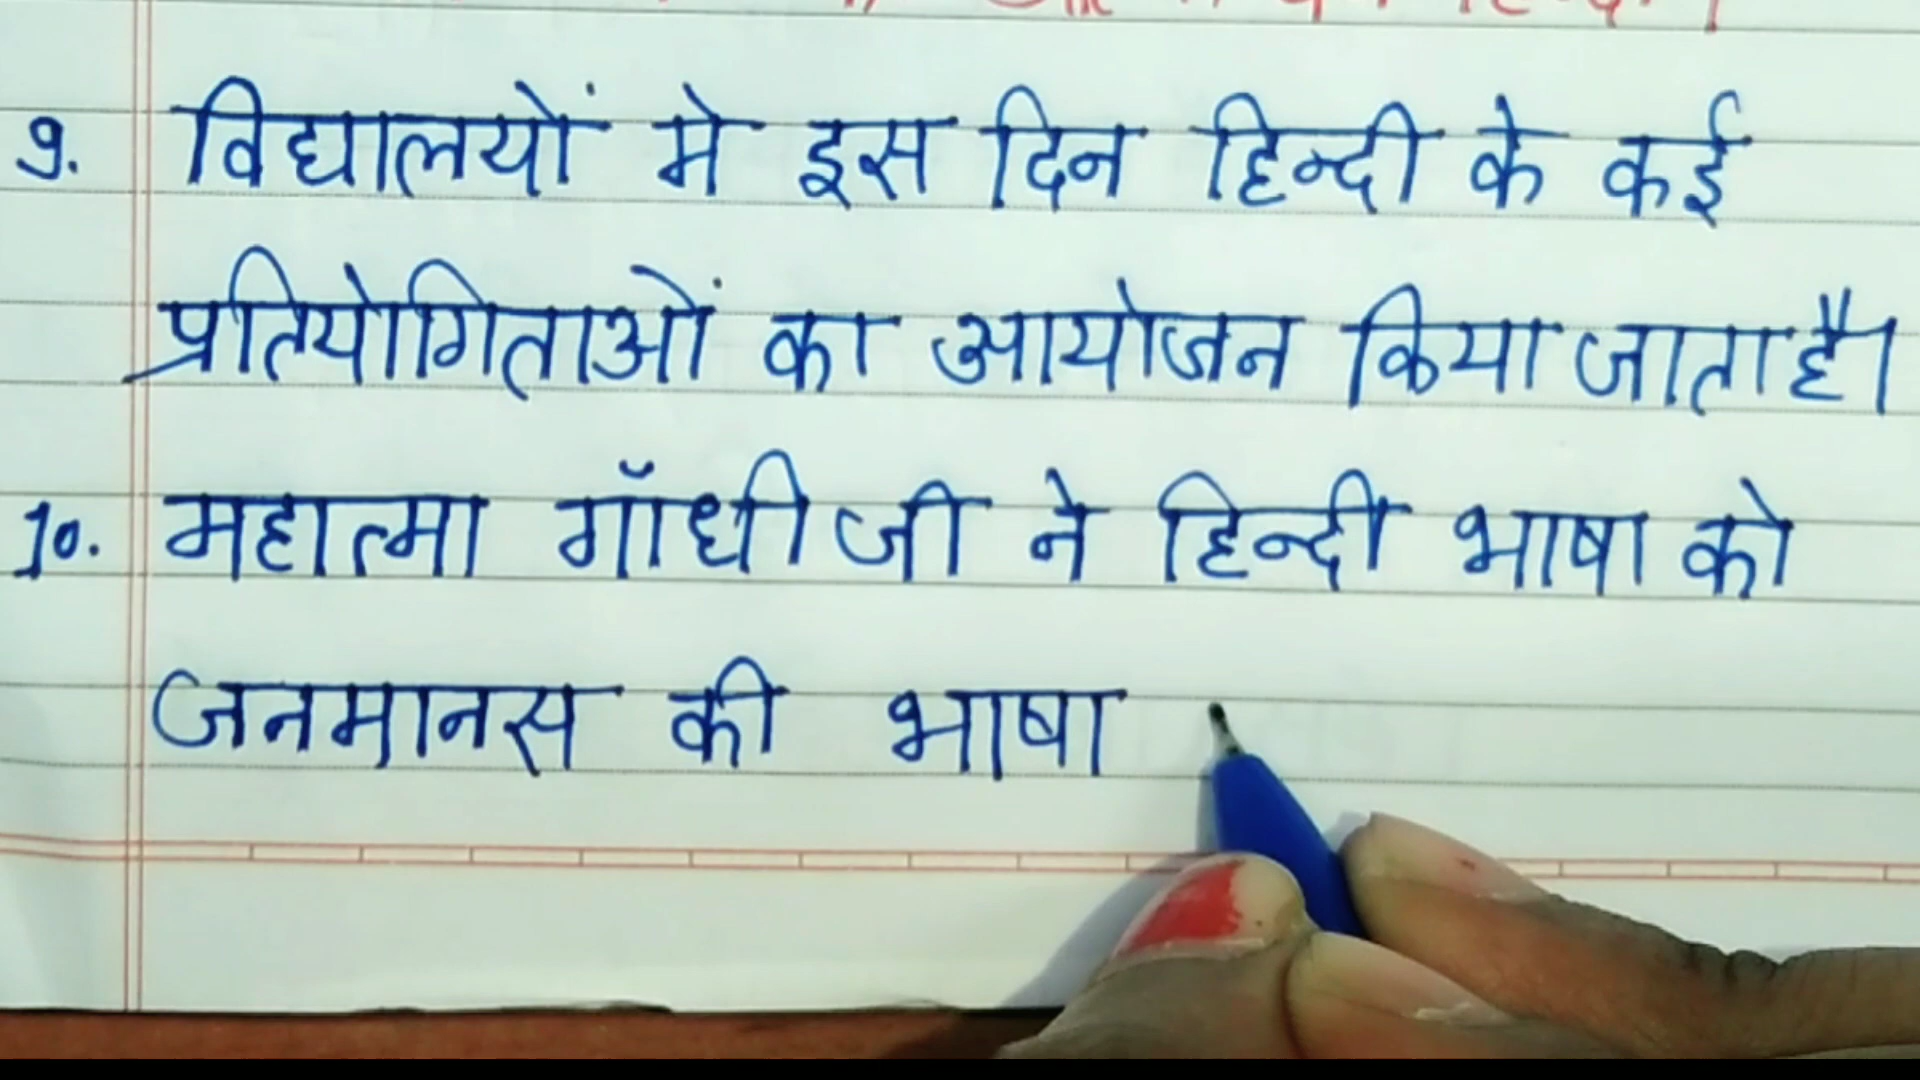 9. विद्यालयों मे इस दिन हिन्दी के कई
प्रतियोगिताओं का आयोजन किया जाता है।
10. महात्मा गाँधी जी ने हिन्दी भाषा को
जनमानस की भाषा